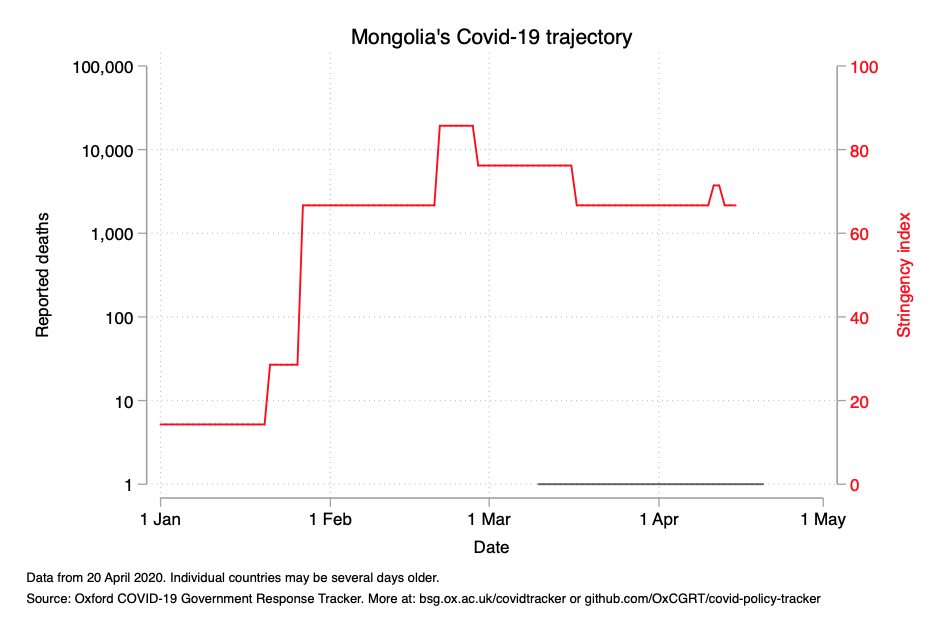 Mongolia's Covid-19 trajectory
100,000
10,000
1,000
100
10
1
Reported deaths
100
80
60
40
20
0
Stringency index
1 Jan
1 Feb
1 Mar
1 Apr
1 May
Date
Data from 20 April 2020. Individual countries may be several days older.
Source: Oxford COVID-19 Government Response Tracker. More at: bsg.ox.ac.uk/covidtracker or github.com/OxCGRT/covid-policy-tracker